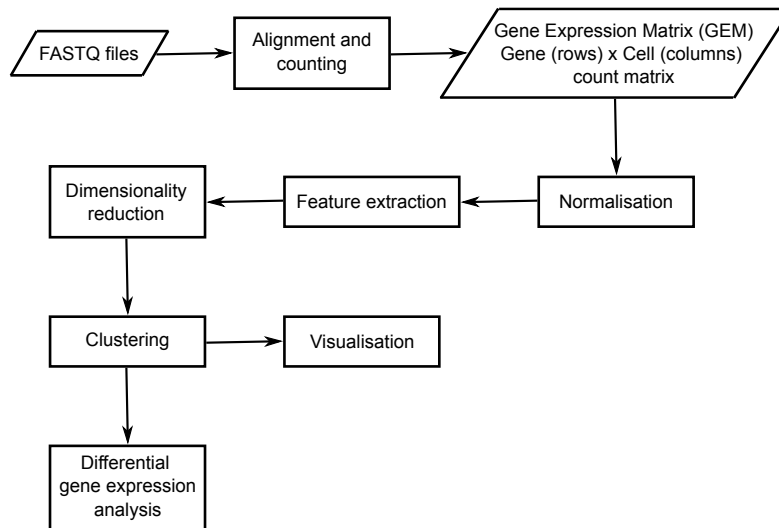 FASTQ files
Alignment and
counting
Gene Expression Matrix (GEM)
Gene (rows) x Cell (columns)
count matrix
Normalisation
Feature extraction
Dimensionality
reduction
Clustering
Visualisation
Differential
gene expression
analysis